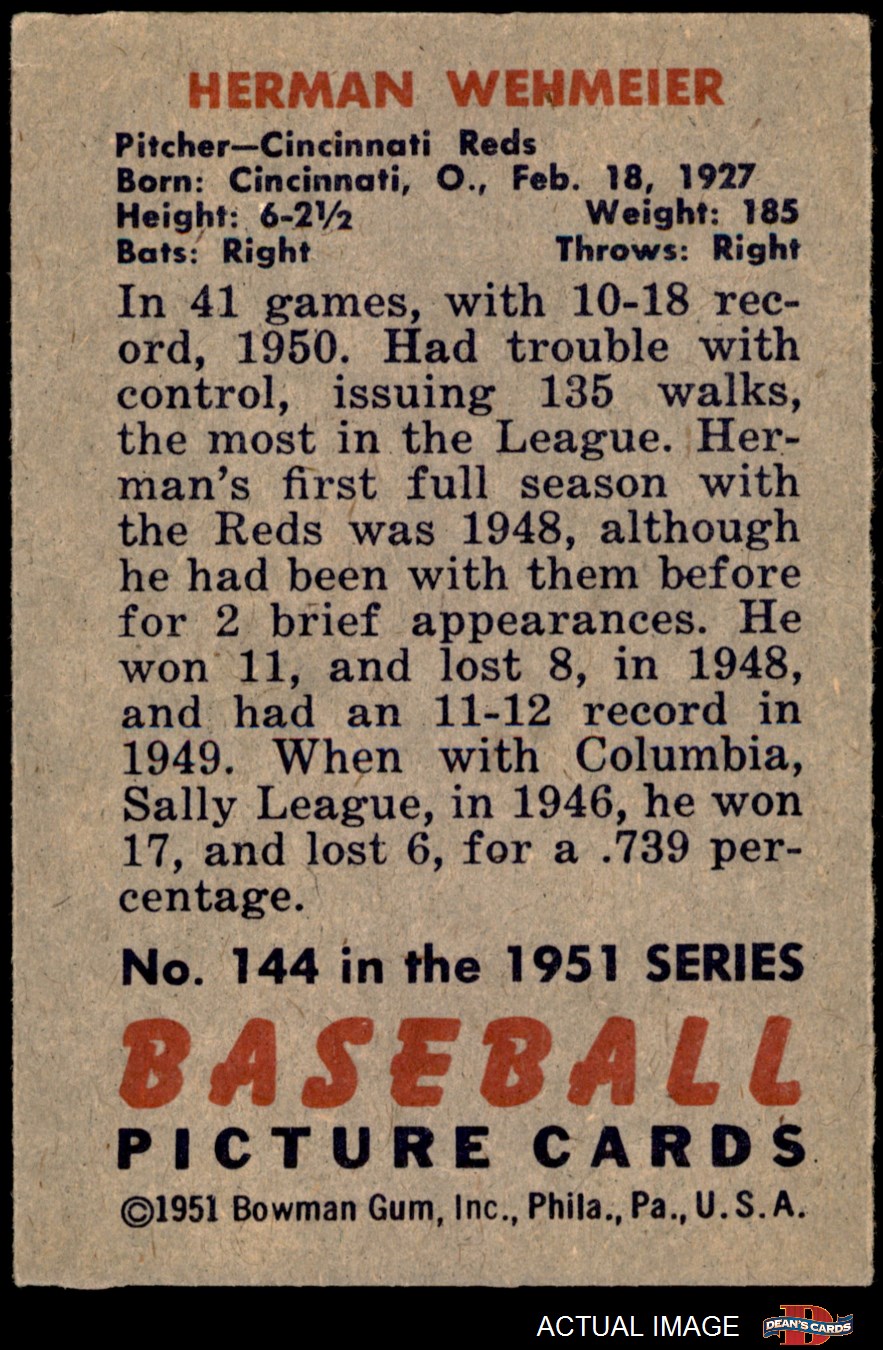 HERMAN WEHMEIER
Pitcher—Cincinnati Reds
Born: Cincinnati, O., Feb. 18, 1927
Height: 6-2½ Weight: 185
Bats: Right Throws: Right
In 41 games, with 10-18 rec-
ord, 1950. Had trouble with
control, issuing 135 walks,
the most in the League. Her-
man's first full season with
the Reds was 1948, although
he had been with them before
for 2 brief appearances. He
won 11, and lost 8, in 1948,
and had an 11-12 record in
1949. When with Columbia,
Sally League, in 1946, he won
17, and lost 6, for a .739 per-
centage.
No. 144 in the 1951 SERIES
BASEBALL
PICTURE CARDS
©1951 Bowman Gum, Inc., Phila., Pa., U.S.A.
ACTUAL IMAGE
D
DEAN'S CARDS